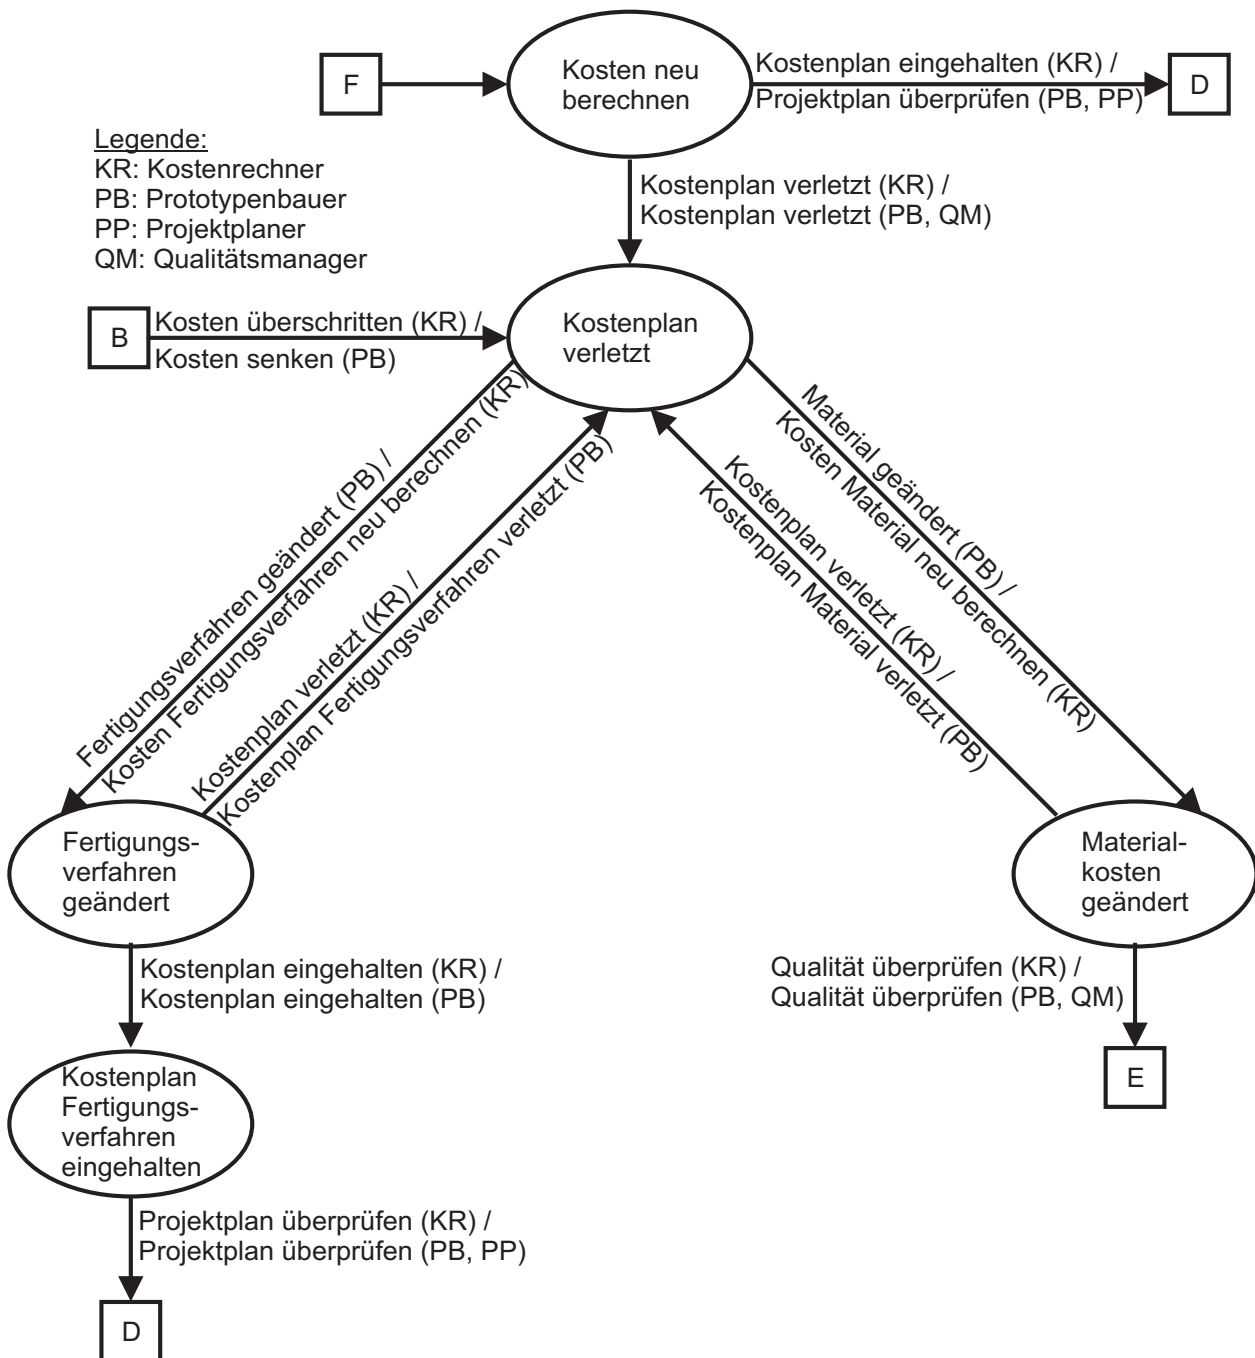 F
Kosten neu
berechnen
Kostenplan eingehalten (KR) /
Projektplan überprüfen (PB, PP)
D
Legende:
KR: Kostenrechner
PB: Prototypenbauer
PP: Projektplaner
QM: Qualitätsmanager
Kostenplan verletzt (KR) /
Kostenplan verletzt (PB, QM)
B
Kosten überschritten (KR) /
Kosten senken (PB)
Kostenplan
verletzt
Fertigungsverfahren geändert (PB) /
Kosten Fertigungsverfahren neu berechnen (KR)
Kostenplan verletzt (KR) /
Kostenplan Fertigungsverfahren verletzt (PB)
Material geändert (PB) /
Kosten Material neu berechnen (KR)
Kostenplan verletzt (KR) /
Kostenplan Material verletzt (PB)
Fertigungs-
verfahren
geändert
Material-
kosten
geändert
Kostenplan eingehalten (KR) /
Kostenplan eingehalten (PB)
Qualität überprüfen (KR) /
Qualität überprüfen (PB, QM)
E
Kostenplan
Fertigungs-
verfahren
eingehalten
Projektplan überprüfen (KR) /
Projektplan überprüfen (PB, PP)
D